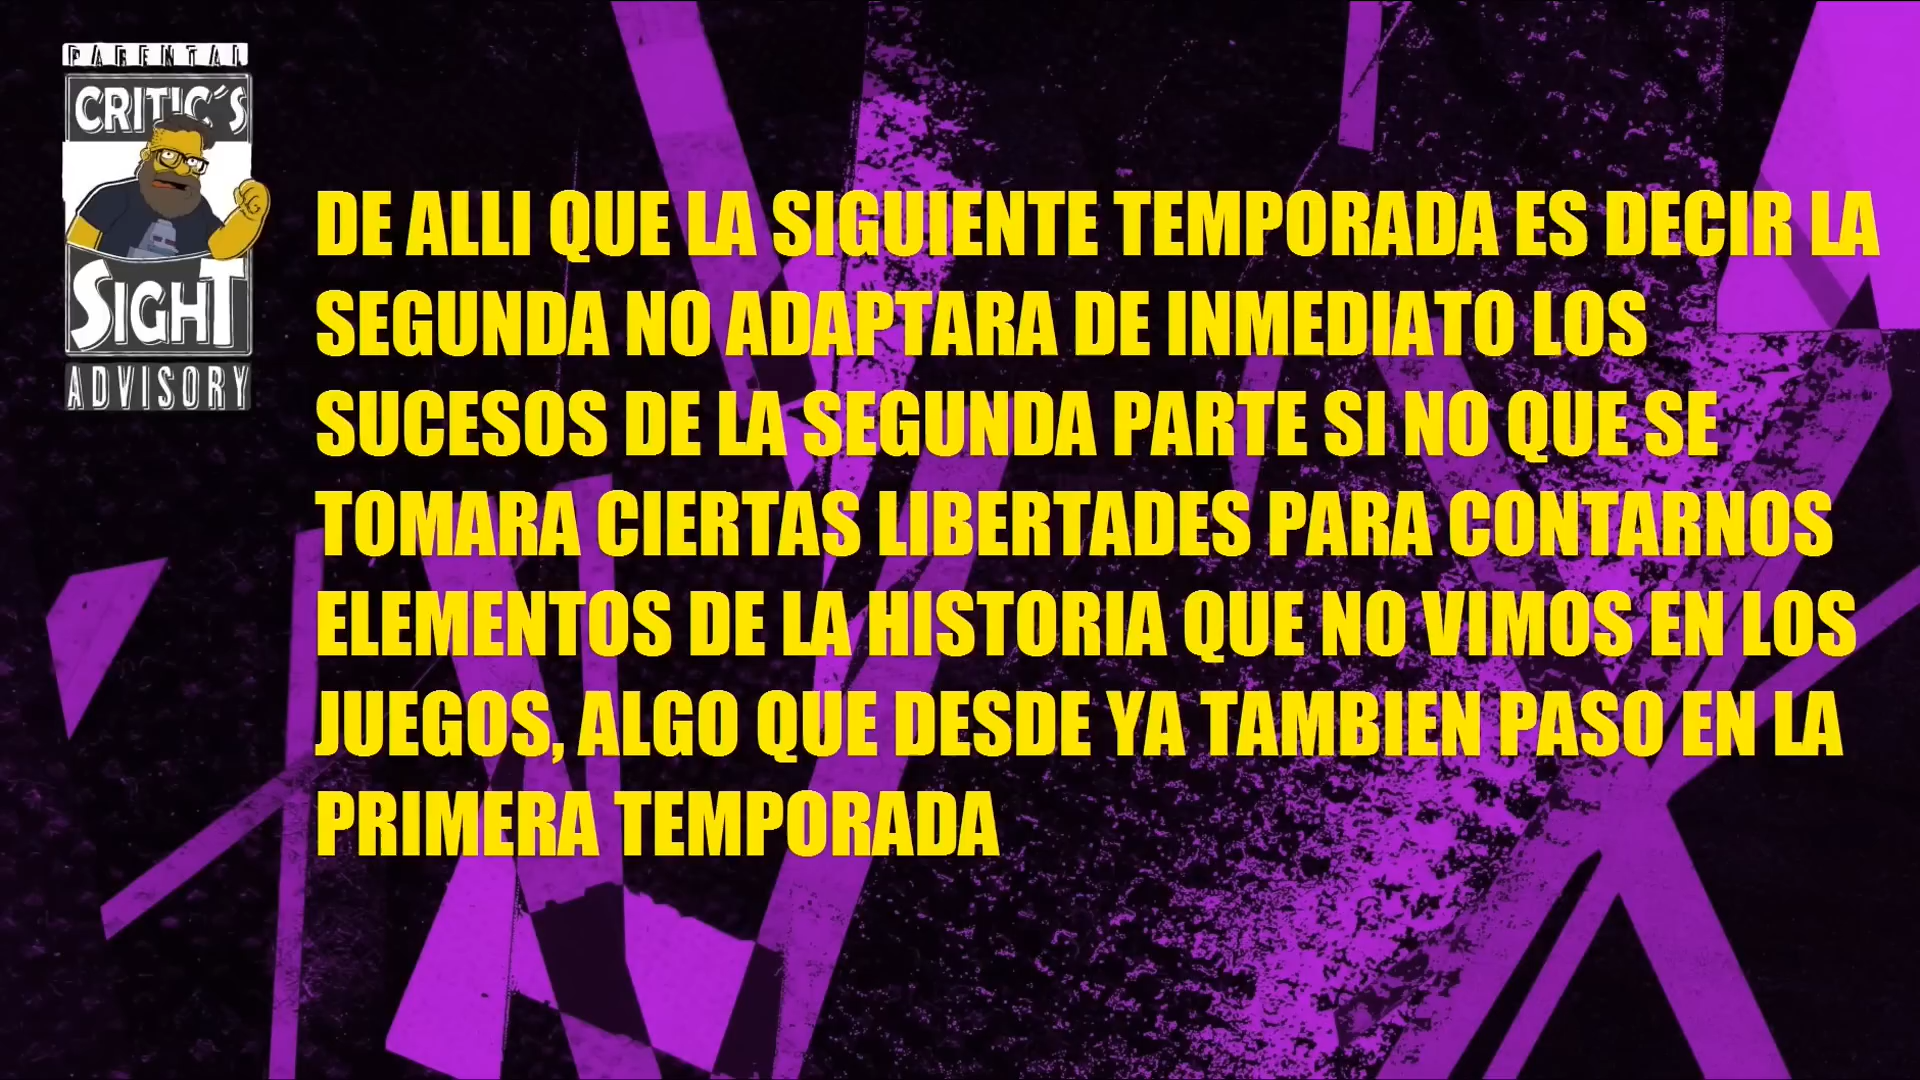 PARENTAL
CRITIC´S
SIGHT
ADVISORY
DE ALLI QUE LA SIGUIENTE TEMPORADA ES DECIR LA
SEGUNDA NO ADAPTARA DE INMEDIATO LOS
SUCESOS DE LA SEGUNDA PARTE SI NO QUE SE
TOMARA CIERTAS LIBERTADES PARA CONTARNOS
ELEMENTOS DE LA HISTORIA QUE NO VIMOS EN LOS
JUEGOS, ALGO QUE DESDE YA TAMBIEN PASO EN LA
PRIMERA TEMPORADA